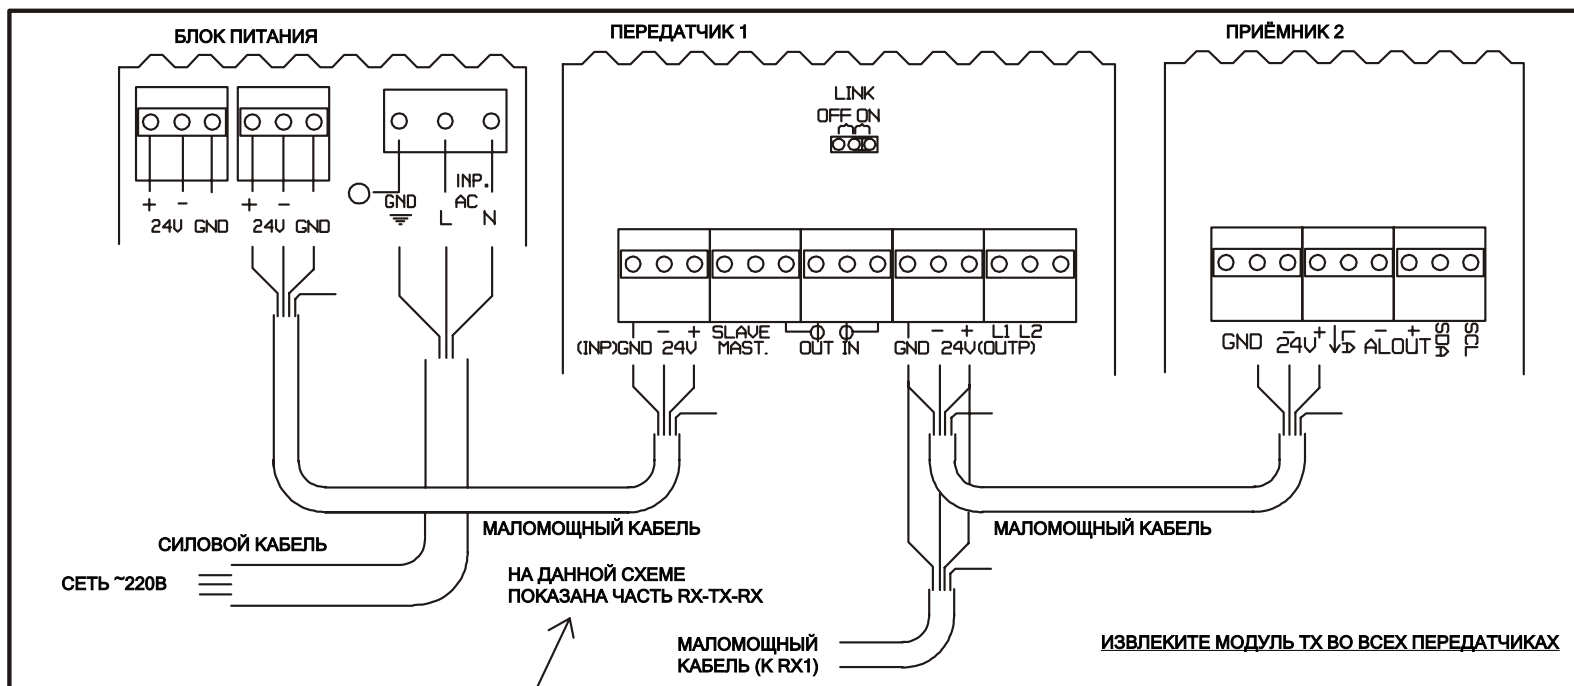 БЛОК ПИТАНИЯ
ПЕРЕДАТЧИК 1
ПРИЁМНИК 2
LINK
OFF ON
INP.
GND AC
L N
+ - + -
24V GND 24V GND
- + SLAVE - + L1 L2
(INP)GND 24V MAST. OUT IN GND 24V(OUTP)
- + - +
GND 24V ALOUT SDA SCL
МАЛОМОЩНЫЙ КАБЕЛЬ
МАЛОМОЩНЫЙ КАБЕЛЬ
СИЛОВОЙ КАБЕЛЬ
СЕТЬ ~220В
НА ДАННОЙ СХЕМЕ
ПОКАЗАНА ЧАСТЬ RX-TX-RX
МАЛОМОЩНЫЙ
КАБЕЛЬ (К RX1)
ИЗВЛЕКИТЕ МОДУЛЬ TX ВО ВСЕХ ПЕРЕДАТЧИКАХ